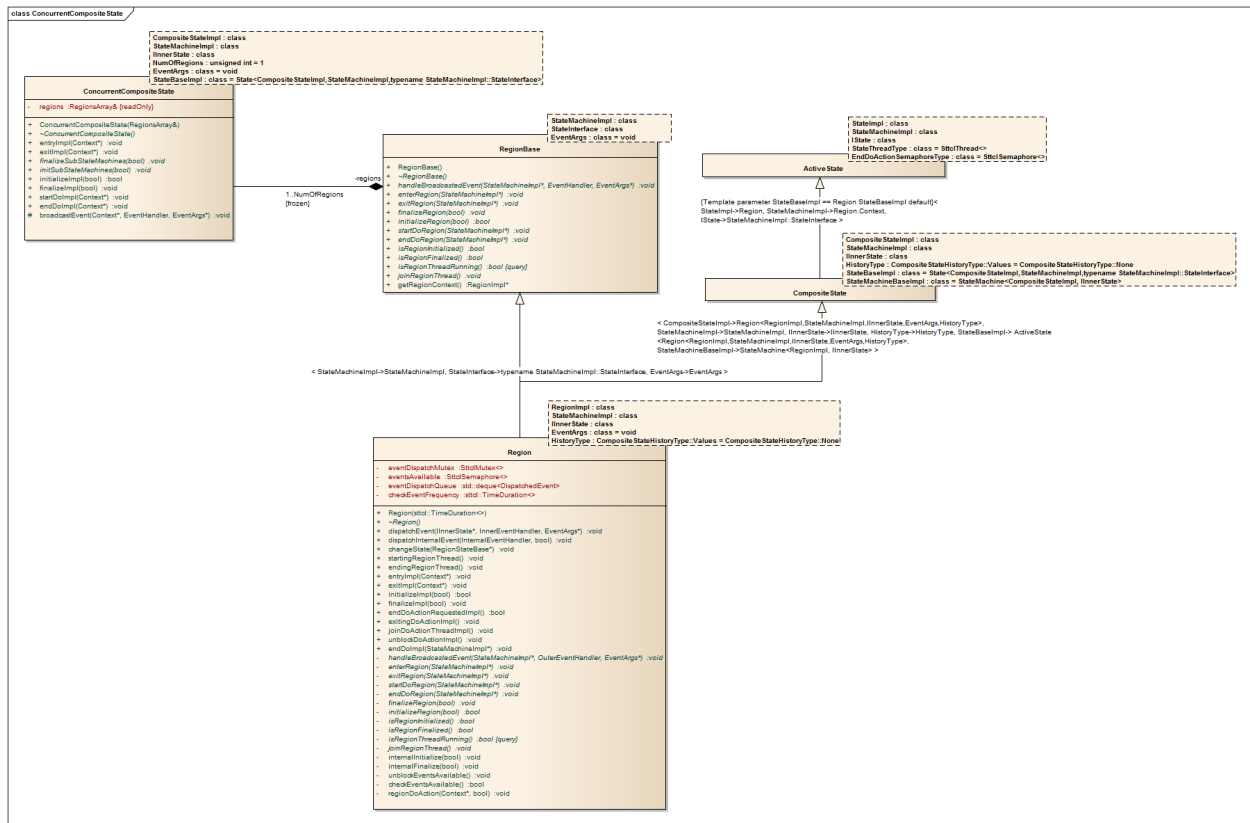 class ConcurrentCompositeState
CompositeStateImpl : class
StateMachineImpl : class
IInnerState : class
NumOfRegions : unsigned int = 1
EventArgs : class = void
StateBaseImpl : class = State<CompositeStateImpl,StateMachineImpl,typename StateMachineImpl::StateInterface>
ConcurrentCompositeState
- regions :RegionsArray& {readOnly}
+ ConcurrentCompositeState(RegionsArray&)
+ ~ConcurrentCompositeState()
+ entryImpl(Context*) :void
+ exitImpl(Context*) :void
+ finalizeSubStateMachines(bool) :void
+ initSubStateMachines(bool) :void
+ initializeImpl(bool) :bool
+ finalizeImpl(bool) :void
+ startDoImpl(Context*) :void
+ endDoImpl(Context*) :void
# broadcastEvent(Context*, EventHandler, EventArgs*) :void
-regions
1..NumOfRegions
{frozen}
StateMachineImpl : class
StateInterface : class
EventArgs : class = void
RegionBase
+ RegionBase()
+ ~RegionBase()
+ handleBroadcastedEvent(StateMachineImpl*, EventHandler, EventArgs*) :void
+ enterRegion(StateMachineImpl*) :void
+ exitRegion(StateMachineImpl*) :void
+ finalizeRegion(bool) :void
+ initializeRegion(bool) :bool
+ startDoRegion(StateMachineImpl*) :void
+ endDoRegion(StateMachineImpl*) :void
+ isRegionInitialized() :bool
+ isRegionFinalized() :bool
+ isRegionThreadRunning() :bool {query}
+ joinRegionThread() :void
+ getRegionContext() :RegionImpl*
StateImpl : class
StateMachineImpl : class
IState : class
StateThreadType : class = SttclThread<>
EndDoActionSemaphoreType : class = SttclSemaphore<>
ActiveState
{Template parameter StateBaseImpl == Region StateBaseImpl default}<
StateImpl->Region, StateMachineImpl->Region.Context,
IState->StateMachineImpl::StateInterface >
CompositeStateImpl : class
StateMachineImpl : class
IInnerState : class
HistoryType : CompositeStateHistoryType::Values = CompositeStateHistoryType::None
StateBaseImpl : class = State<CompositeStateImpl,StateMachineImpl,typename StateMachineImpl::StateInterface>
StateMachineBaseImpl : class = StateMachine<CompositeStateImpl, IInnerState>
CompositeState
< CompositeStateImpl->Region<RegionImpl,StateMachineImpl,IInnerState,EventArgs,HistoryType>,
StateMachineImpl->StateMachineImpl, IInnerState->IInnerState, HistoryType->HistoryType, StateBaseImpl-> ActiveState
<Region<RegionImpl,StateMachineImpl,IInnerState,EventArgs,HistoryType>,
StateMachineBaseImpl->StateMachine<RegionImpl, IInnerState> >
< StateMachineImpl->StateMachineImpl, StateInterface->typename StateMachineImpl::StateInterface, EventArgs->EventArgs >
RegionImpl : class
StateMachineImpl : class
IInnerState : class
EventArgs : class = void
HistoryType : CompositeStateHistoryType::Values = CompositeStateHistoryType::None
Region
- eventDispatchMutex :SttclMutex<>
- eventsAvailable :SttclSemaphore<>
- eventDispatchQueue :std::deque<DispatchedEvent>
- checkEventFrequency :sttcl::TimeDuration<>
+ Region(sttcl::TimeDuration<>)
+ ~Region()
+ dispatchEvent(IInnerState*, InnerEventHandler, EventArgs*) :void
+ dispatchInternalEvent(InternalEventHandler, bool) :void
+ changeState(RegionStateBase*) :void
+ startingRegionThread() :void
+ endingRegionThread() :void
+ entryImpl(Context*) :void
+ exitImpl(Context*) :void
+ initializeImpl(bool) :bool
+ finalizeImpl(bool) :void
+ endDoActionRequestedImpl() :bool
+ exitingDoActionImpl() :void
+ joinDoActionThreadImpl() :void
+ unblockDoActionImpl() :void
+ endDoImpl(StateMachineImpl*) :void
- handleBroadcastedEvent(StateMachineImpl*, OuterEventHandler, EventArgs*) :void
- enterRegion(StateMachineImpl*) :void
- exitRegion(StateMachineImpl*) :void
- startDoRegion(StateMachineImpl*) :void
- endDoRegion(StateMachineImpl*) :void
- finalizeRegion(bool) :void
- initializeRegion(bool) :bool
- isRegionInitialized() :bool
- isRegionFinalized() :bool
- isRegionThreadRunning() :bool {query}
- joinRegionThread() :void
- internalInitialize(bool) :void
- internalFinalize(bool) :void
- unblockEventsAvailable() :void
- checkEventsAvailable() :bool
- regionDoAction(Context*, bool) :void